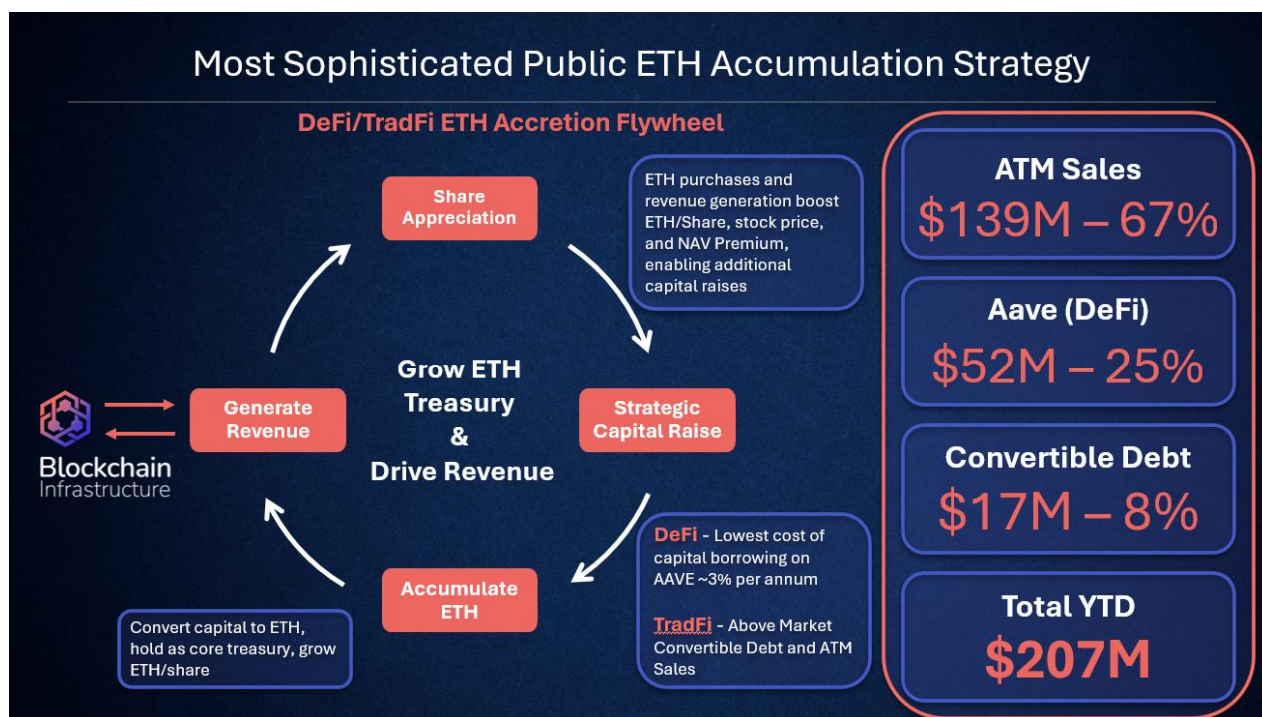 Most Sophisticated Public ETH Accumulation Strategy
DeFi/TradFi ETH Accretion Flywheel
Share
Appreciation
ETH purchases and
revenue generation boost
ETH/Share, stock price,
and NAV Premium,
enabling additional
capital raises
Generate
Revenue
Blockchain
Infrastructure
Grow ETH
Treasury
&
Drive Revenue
Strategic
Capital Raise
Accumulate
ETH
Convert capital to ETH,
hold as core treasury, grow
ETH/share
DeFi - Lowest cost of
capital borrowing on
AAVE ~3% per annum
TradFi - Above Market
Convertible Debt and ATM
Sales
ATM Sales
$139M – 67%
Aave (DeFi)
$52M – 25%
Convertible Debt
$17M – 8%
Total YTD
$207M